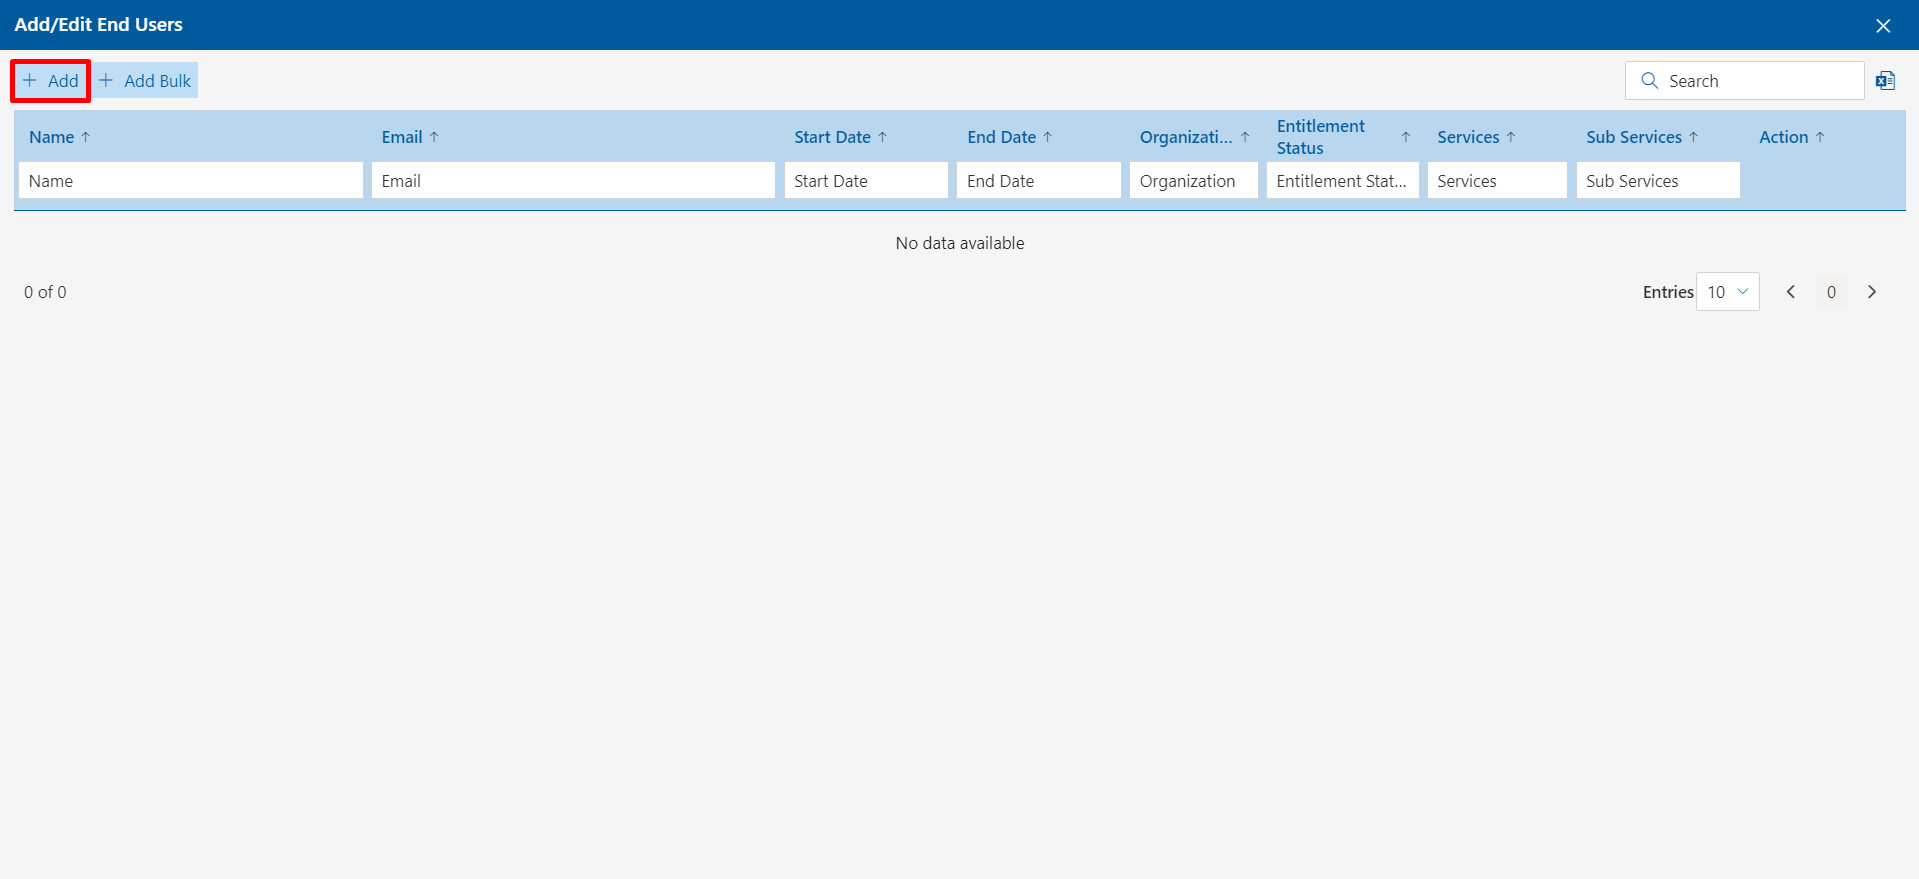 Add/Edit End Users
Add
Add Bulk
Search
Name
Email
Start Date
End Date
Organizati...
Entitlement
Status
Services
Sub Services
Action
Name
Email
Start Date
End Date
Organization
Entitlement Stat...
Services
Sub Services
No data available
0 of 0
Entries
10
0